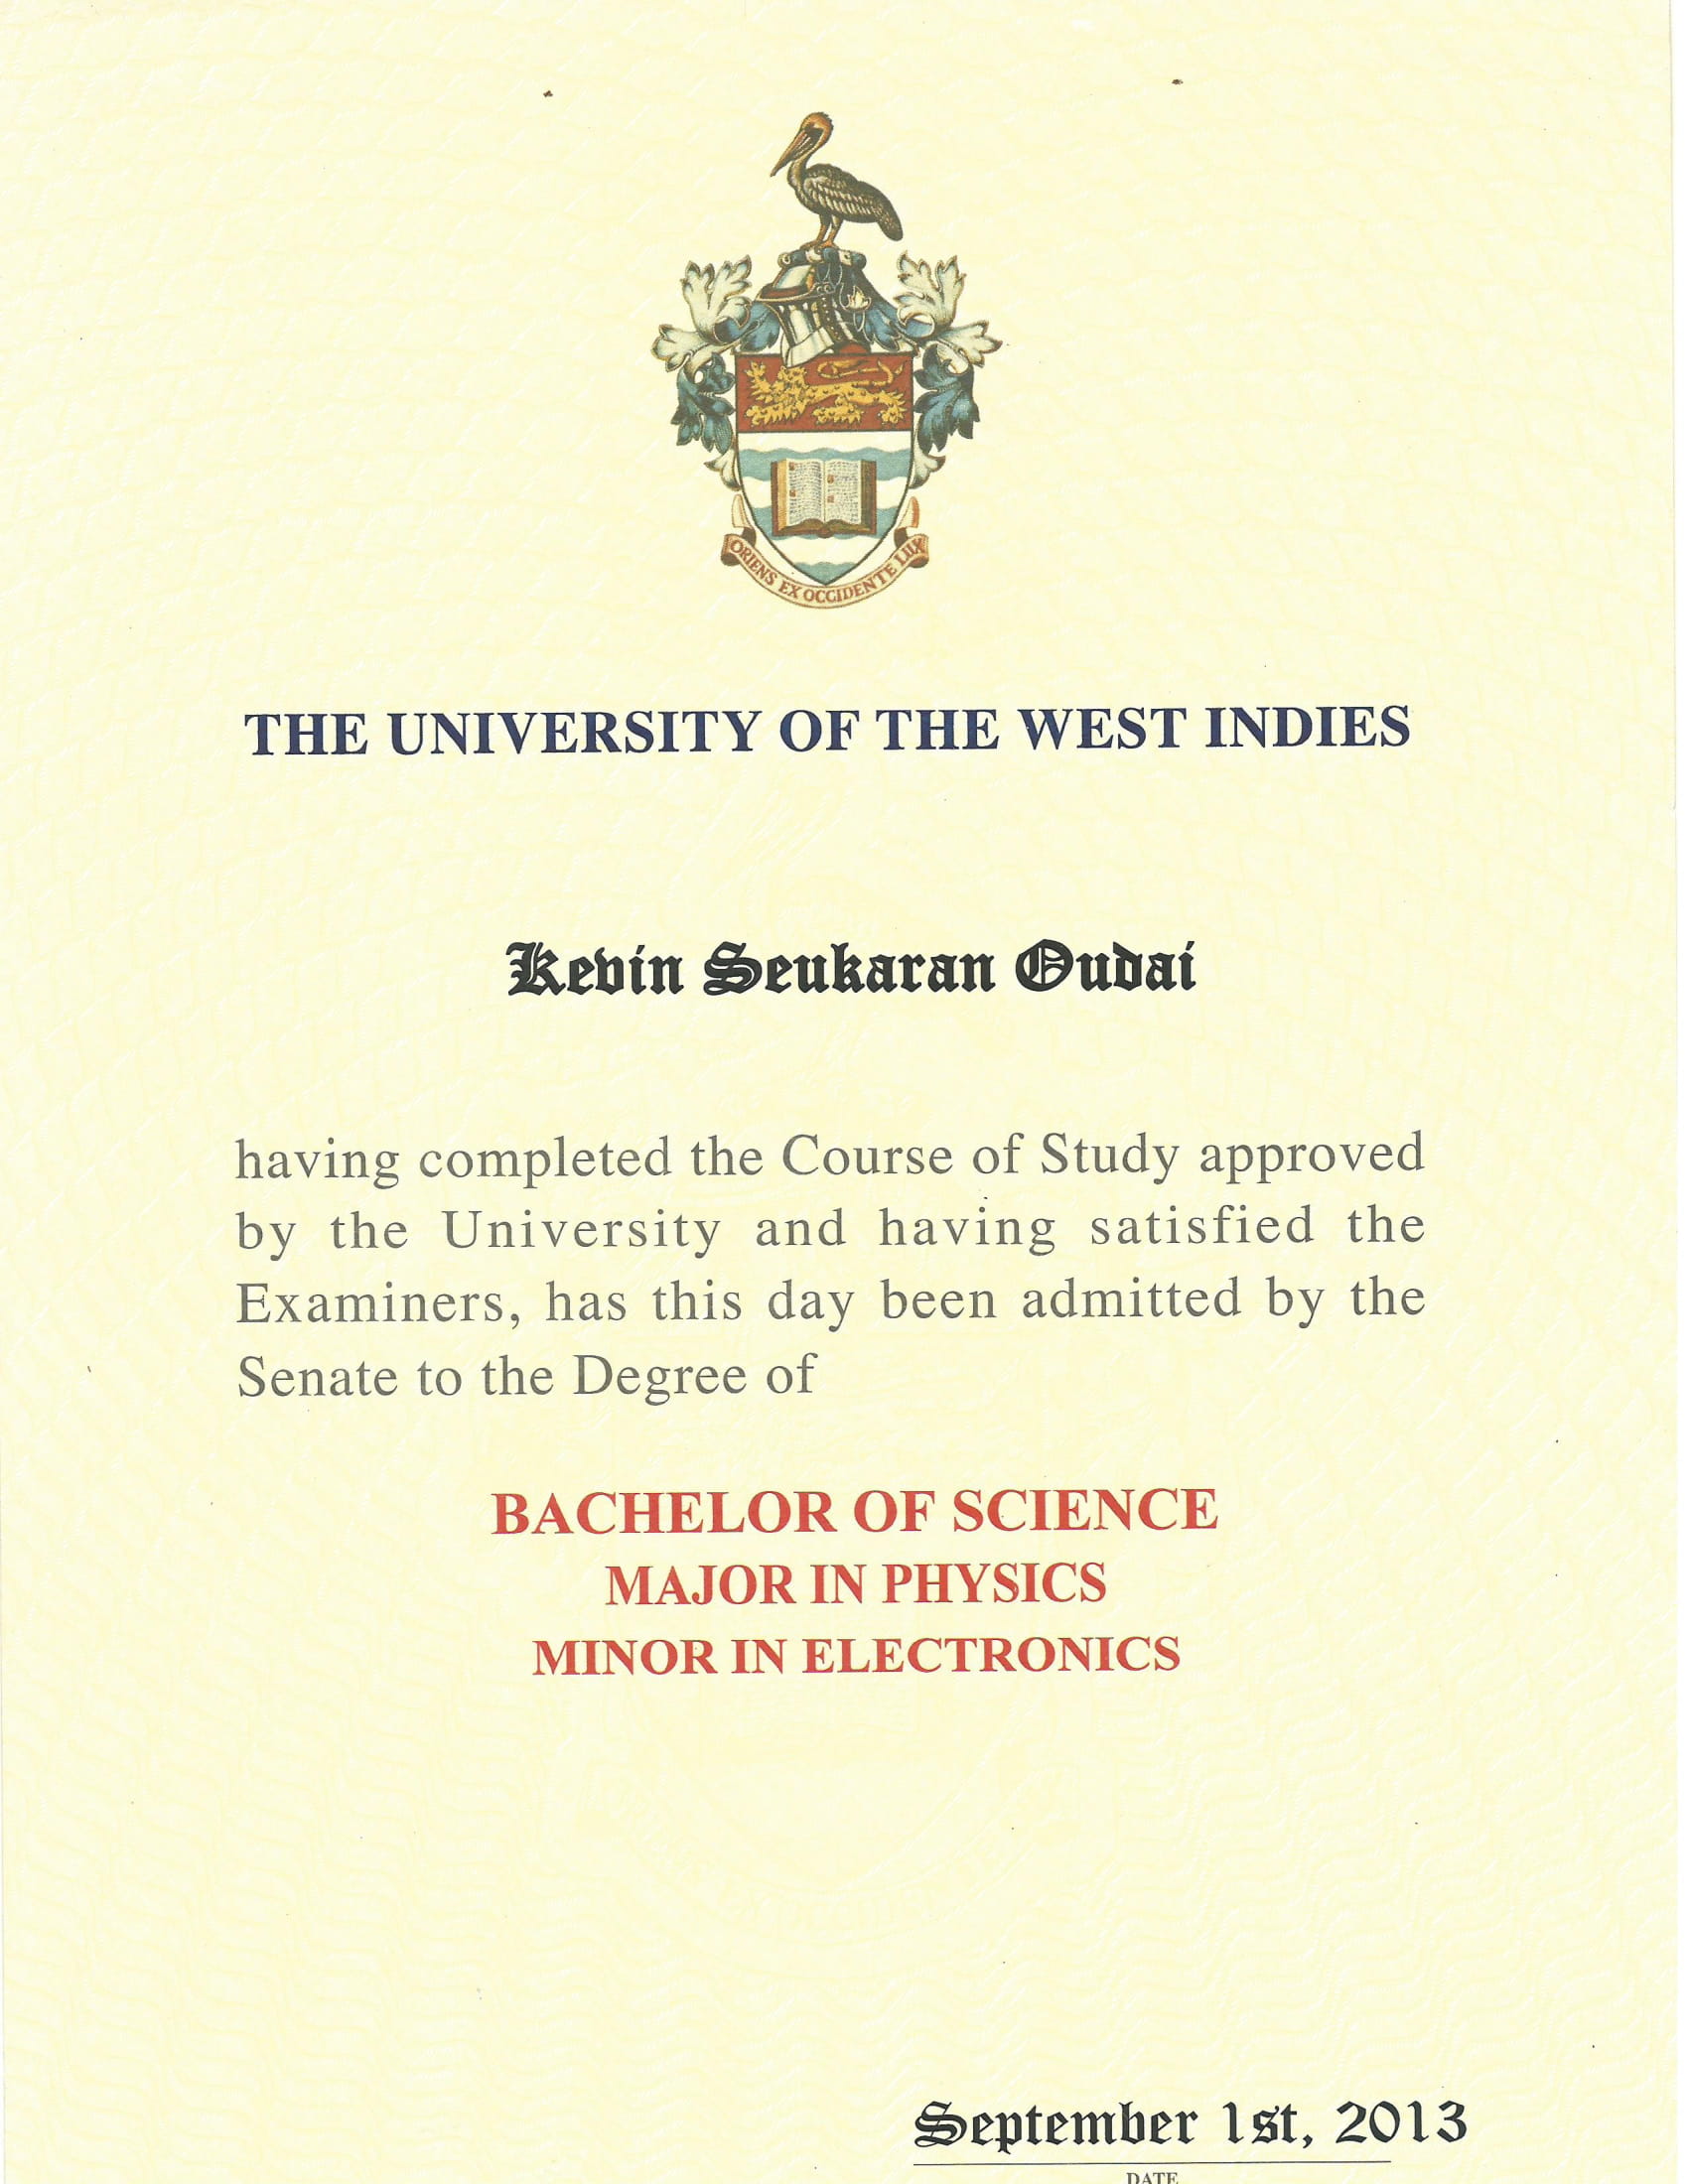 ORIENS EX OCCIDENTE LUX
THE UNIVERSITY OF THE WEST INDIES
Kevin Seukaran Oudai
having completed the Course of Study approved
by the University and having satisfied the
Examiners, has this day been admitted by the
Senate to the Degree of
BACHELOR OF SCIENCE
MAJOR IN PHYSICS
MINOR IN ELECTRONICS
September 1st, 2013
DATE